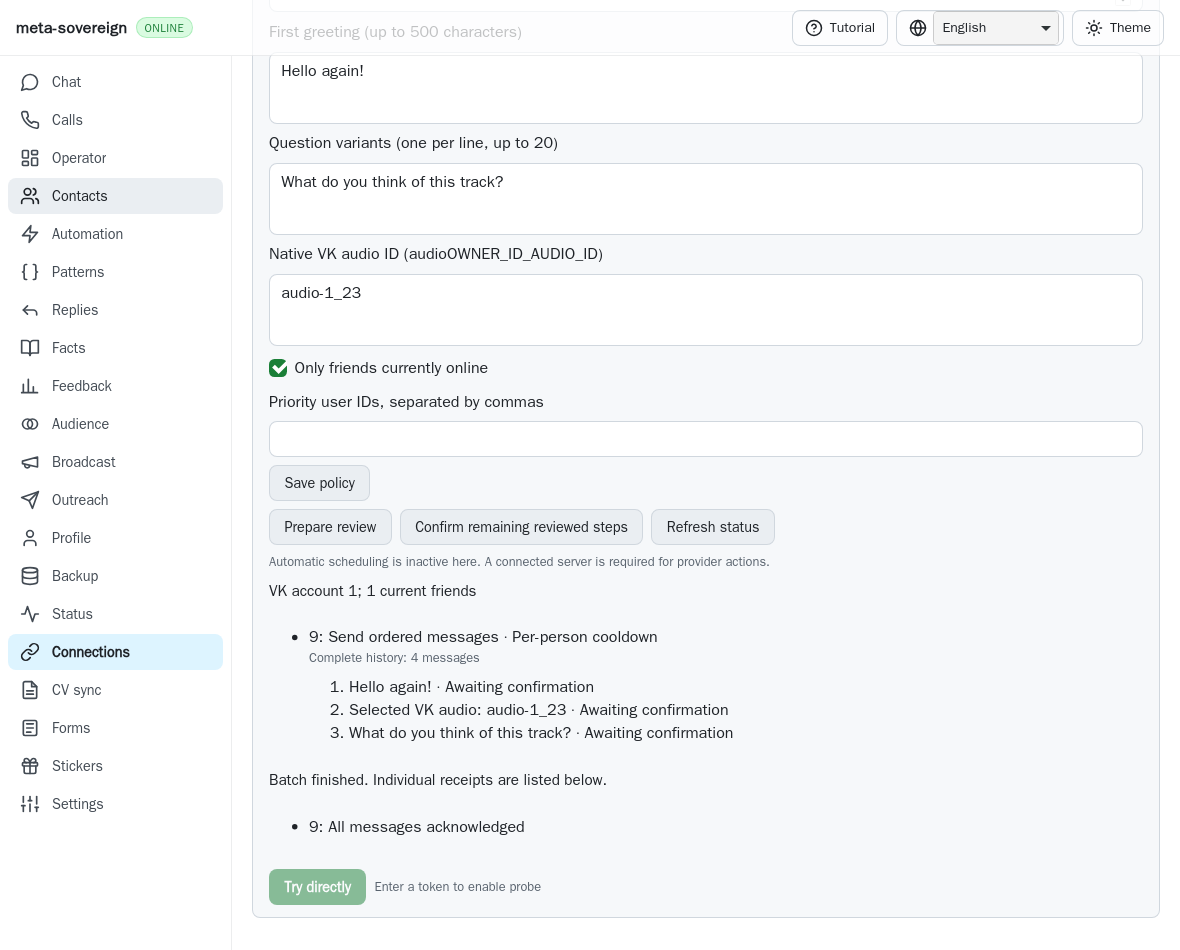 meta-sovereign
ONLINE
Tutorial
English
Theme
Chat
Calls
Operator
Contacts
Automation
Patterns
Replies
Facts
Feedback
Audience
Broadcast
Outreach
Profile
Backup
Status
Connections
CV sync
Forms
Stickers
Settings
First greeting (up to 500 characters)
Hello again!
Question variants (one per line, up to 20)
What do you think of this track?
Native VK audio ID (audioOWNER_ID_AUDIO_ID)
audio-1_23
Only friends currently online
Priority user IDs, separated by commas
Save policy
Prepare review
Confirm remaining reviewed steps
Refresh status
Automatic scheduling is inactive here. A connected server is required for provider actions.
VK account 1; 1 current friends
• 9: Send ordered messages · Per-person cooldown
Complete history: 4 messages
1. Hello again! · Awaiting confirmation
2. Selected VK audio: audio-1_23 · Awaiting confirmation
3. What do you think of this track? · Awaiting confirmation
Batch finished. Individual receipts are listed below.
• 9: All messages acknowledged
Try directly
Enter a token to enable probe